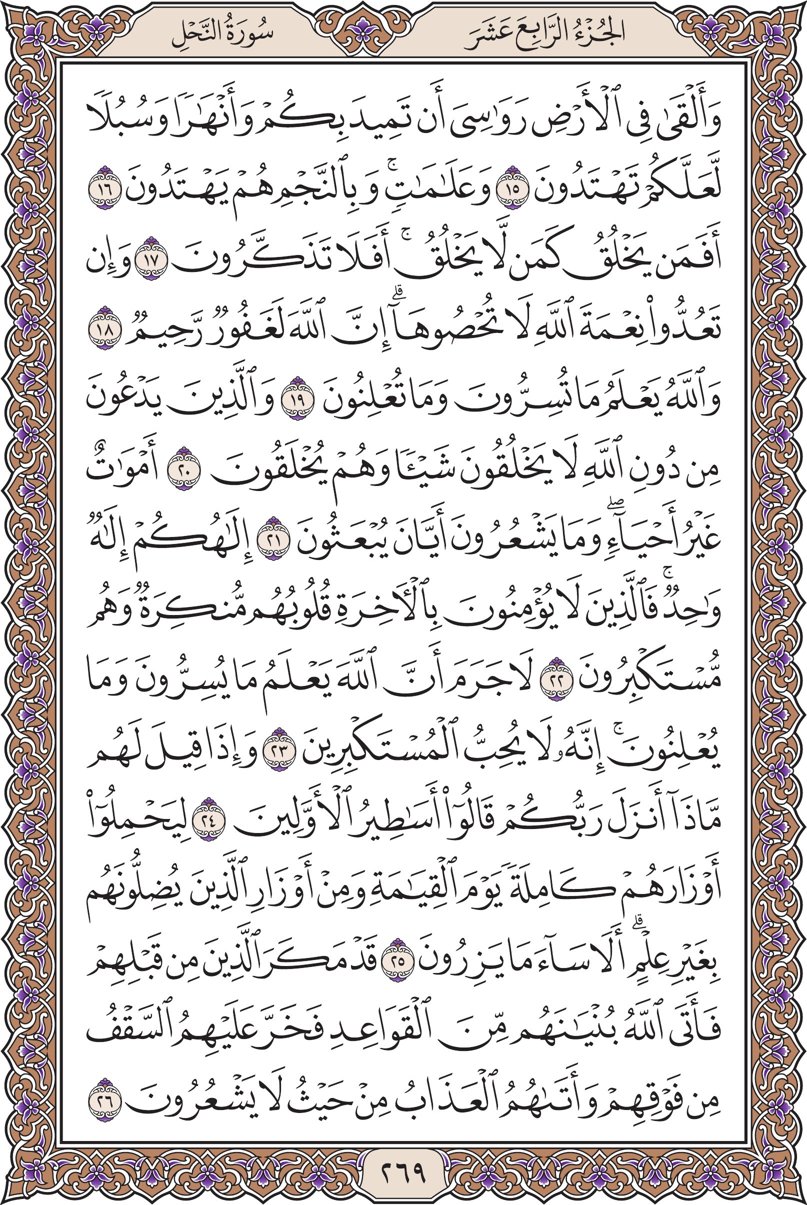 الجُزْءُ الرَّابِعَ عَشَرَ
سُورَةُ النَّحْلِ
وَأَلْقَىٰ فِي ٱلْأَرْضِ رَوَٰسِيَ أَن تَمِيدَ بِكُمْ وَأَنْهَٰرًا وَسُبُلًا
لَّعَلَّكُمْ تَهْتَدُونَ ١٥ وَعَلَٰمَٰتٍۚ وَبِٱلنَّجْمِ هُمْ يَهْتَدُونَ ١٦
أَفَمَن يَخْلُقُ كَمَن لَّا يَخْلُقُۚ أَفَلَا تَذَكَّرُونَ ١٧ وَإِن
تَعُدُّوا۟ نِعْمَةَ ٱللَّهِ لَا تُحْصُوهَآۗ إِنَّ ٱللَّهَ لَغَفُورٌ رَّحِيمٌ ١٨
وَٱللَّهُ يَعْلَمُ مَا تُسِرُّونَ وَمَا تُعْلِنُونَ ١٩ وَٱلَّذِينَ يَدْعُونَ
مِن دُونِ ٱللَّهِ لَا يَخْلُقُونَ شَيْـًٔا وَهُمْ يُخْلَقُونَ ٢٠ أَمْوَٰتٌ
غَيْرُ أَحْيَآءٍۖ وَمَا يَشْعُرُونَ أَيَّانَ يُبْعَثُونَ ٢١ إِلَٰهُكُمْ إِلَٰهٌ
وَٰحِدٌۚ فَٱلَّذِينَ لَا يُؤْمِنُونَ بِٱلْأَخِرَةِ قُلُوبُهُم مُّنكِرَةٌ وَهُم
مُّسْتَكْبِرُونَ ٢٢ لَا جَرَمَ أَنَّ ٱللَّهَ يَعْلَمُ مَا يُسِرُّونَ وَمَا
يُعْلِنُونَۚ إِنَّهُۥ لَا يُحِبُّ ٱلْمُسْتَكْبِرِينَ ٢٣ وَإِذَا قِيلَ لَهُم
مَّاذَآ أَنزَلَ رَبُّكُمْ قَالُوٓا۟ أَسَٰطِيرُ ٱلْأَوَّلِينَ ٢٤ لِيَحْمِلُوٓا۟
أَوْزَارَهُمْ كَامِلَةً يَوْمَ ٱلْقِيَٰمَةِ وَمِنْ أَوْزَارِ ٱلَّذِينَ يُضِلُّونَهُم
بِغَيْرِ عِلْمٍۗ أَلَا سَآءَ مَا يَزِرُونَ ٢٥ قَدْ مَكَرَ ٱلَّذِينَ مِن قَبْلِهِمْ
فَأَتَى ٱللَّهُ بُنْيَٰنَهُم مِّنَ ٱلْقَوَاعِدِ فَخَرَّ عَلَيْهِمُ ٱلسَّقْفُ
مِن فَوْقِهِمْ وَأَتَىٰهُمُ ٱلْعَذَابُ مِنْ حَيْثُ لَا يَشْعُرُونَ ٢٦
٢٦٩